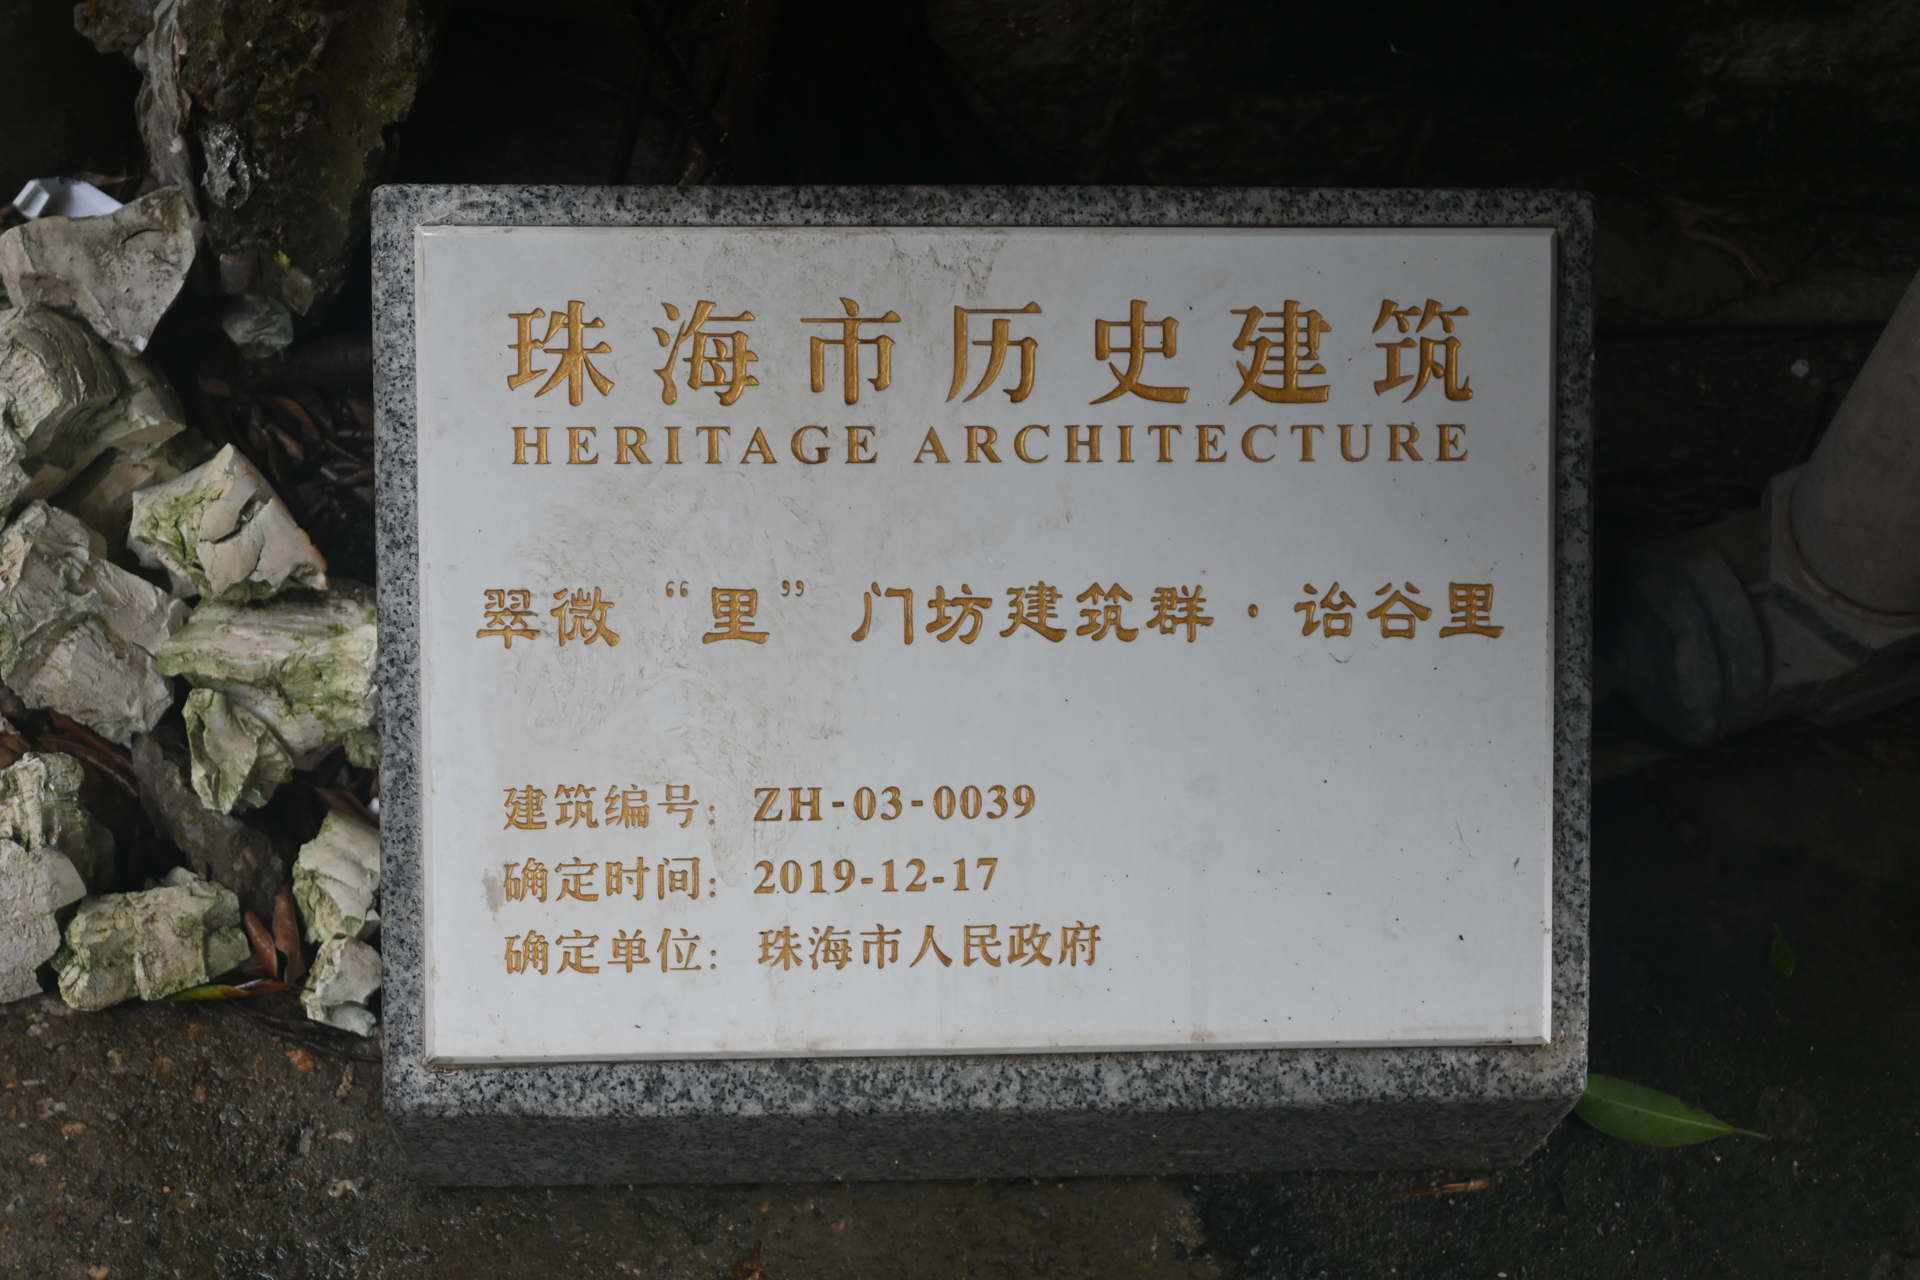 珠海市历史建筑
HERITAGE ARCHITECTURE
翠微“里”门坊建筑群·诒谷里
建筑编号：ZH-03-0039
确定时间：2019-12-17
确定单位：珠海市人民政府